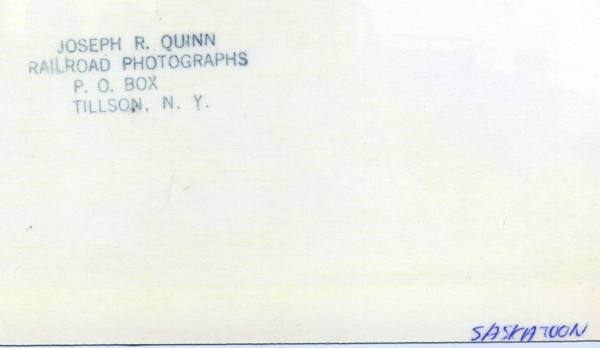 JOSEPH R. QUINN
RAILROAD PHOTOGRAPHS
P. O. BOX
TILLSON, N. Y.
SASKATOON